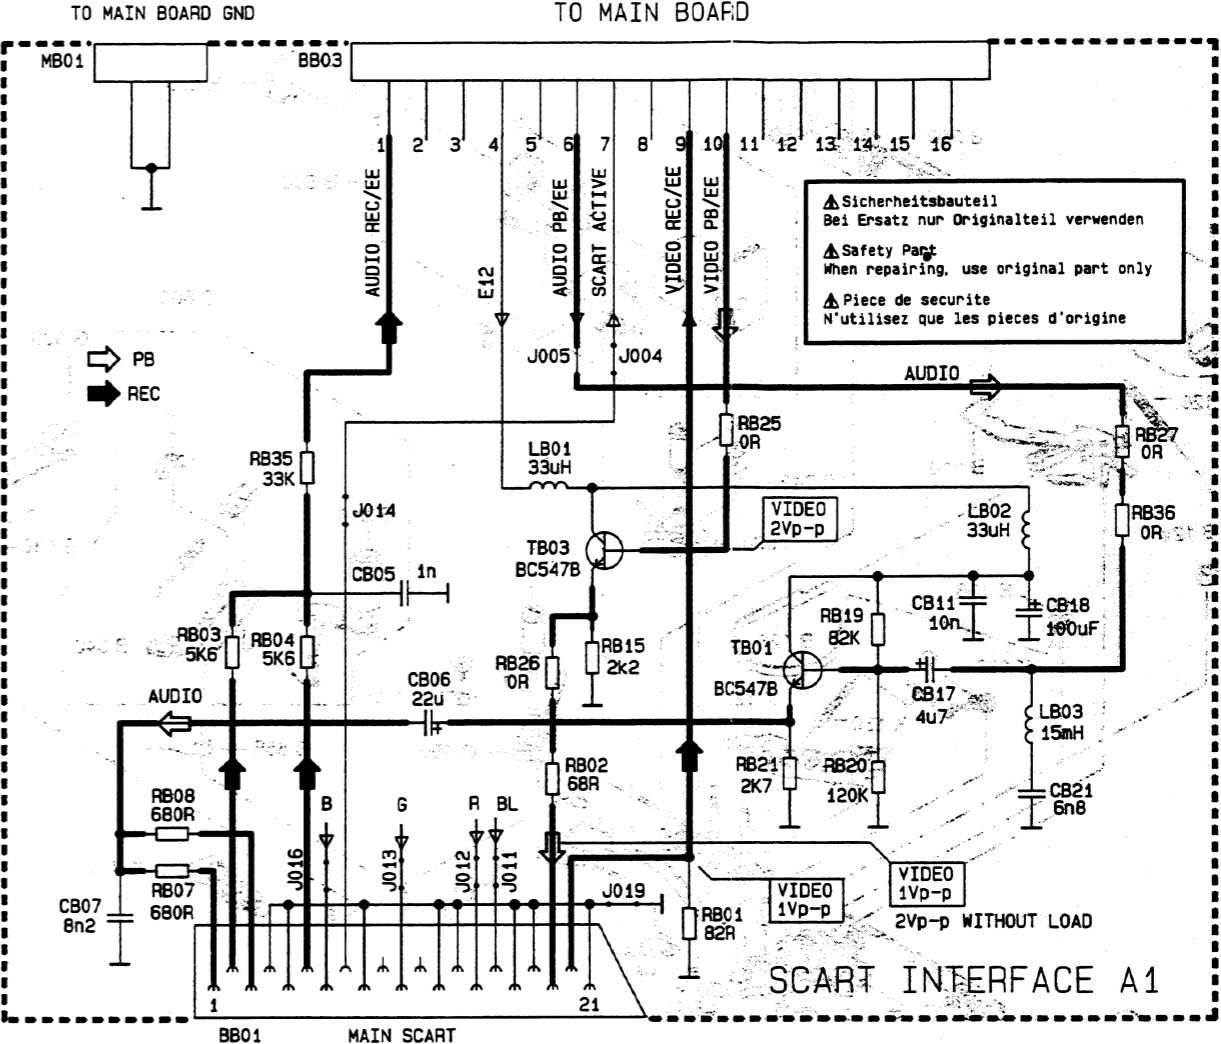 TO MAIN BOARD GND
TO MAIN BOARD
MB01
BB03
1 2 3 4 5 6 7 8 9 10 11 12 13 14 15 16
AUDIO REC/EE
E12
AUDIO PB/EE
SCART ACTIVE
VIDEO REC/EE
VIDEO PB/EE
Sicherheitsbauteil
Bei Ersatz nur Originalteil verwenden
Safety Part
When repairing, use original part only
Piece de securite
N'utilisez que les pieces d'origine
PB
REC
J005
J004
AUDIO
RB25
0R
RB27
0R
RB35
33K
LB01
33uH
J014
VIDEO
2Vp-p
LB02
33uH
RB36
0R
TB03
BC547B
CB05
1n
RB03
5K6
RB04
5K6
RB15
2k2
RB26
0R
RB19
82K
CB11
10n
CB18
100uF
TB01
BC547B
CB17
4u7
AUDIO
CB06
22u
LB03
15mH
RB02
68R
RB21
2K7
RB20
120K
CB21
6n8
RB08
680R
B
G
R
BL
J016
J013
J012
J011
RB07
680R
J019
CB07
8n2
RB01
82R
VIDEO
1Vp-p
VIDEO
1Vp-p
2Vp-p WITHOUT LOAD
1
21
SCART INTERFACE A1
BB01
MAIN SCART